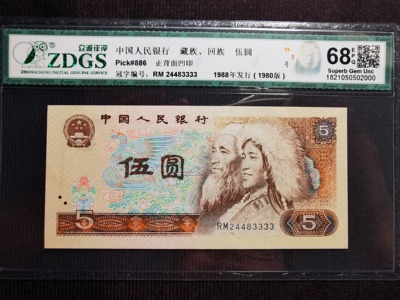 众诚评级
ZDGS
ZHONGCHENG DIGITAL GRADING SERVICES
中国人民银行 藏族、回族 伍圆
Pick#886 正背面凹印
冠字编号: RM 24483333 1988年发行(1980版)
68 EPQ
Superb Gem Unc
1821050502000
中国人民银行
5
伍圆
5
RM24483333
5